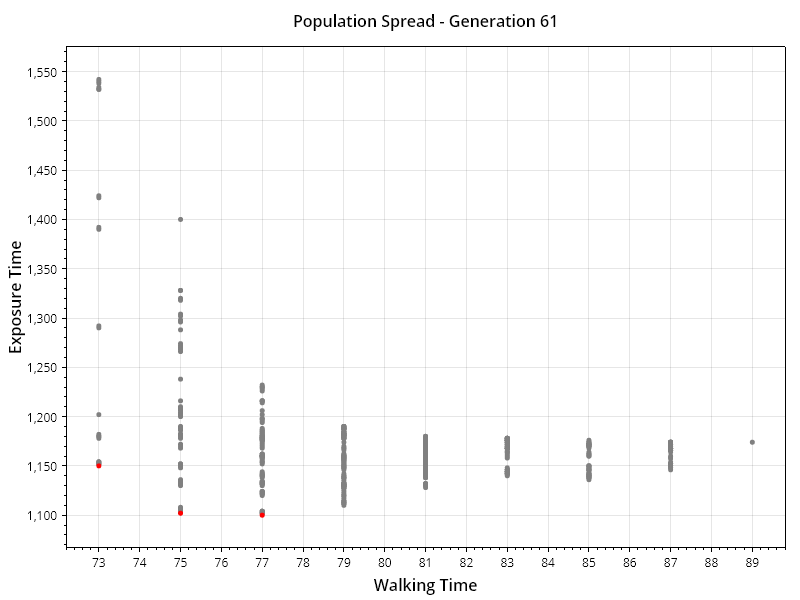 Population Spread - Generation 61
Exposure Time
1,550
1,500
1,450
1,400
1,350
1,300
1,250
1,200
1,150
1,100
73 74 75 76 77 78 79 80 81 82 83 84 85 86 87 88 89
Walking Time